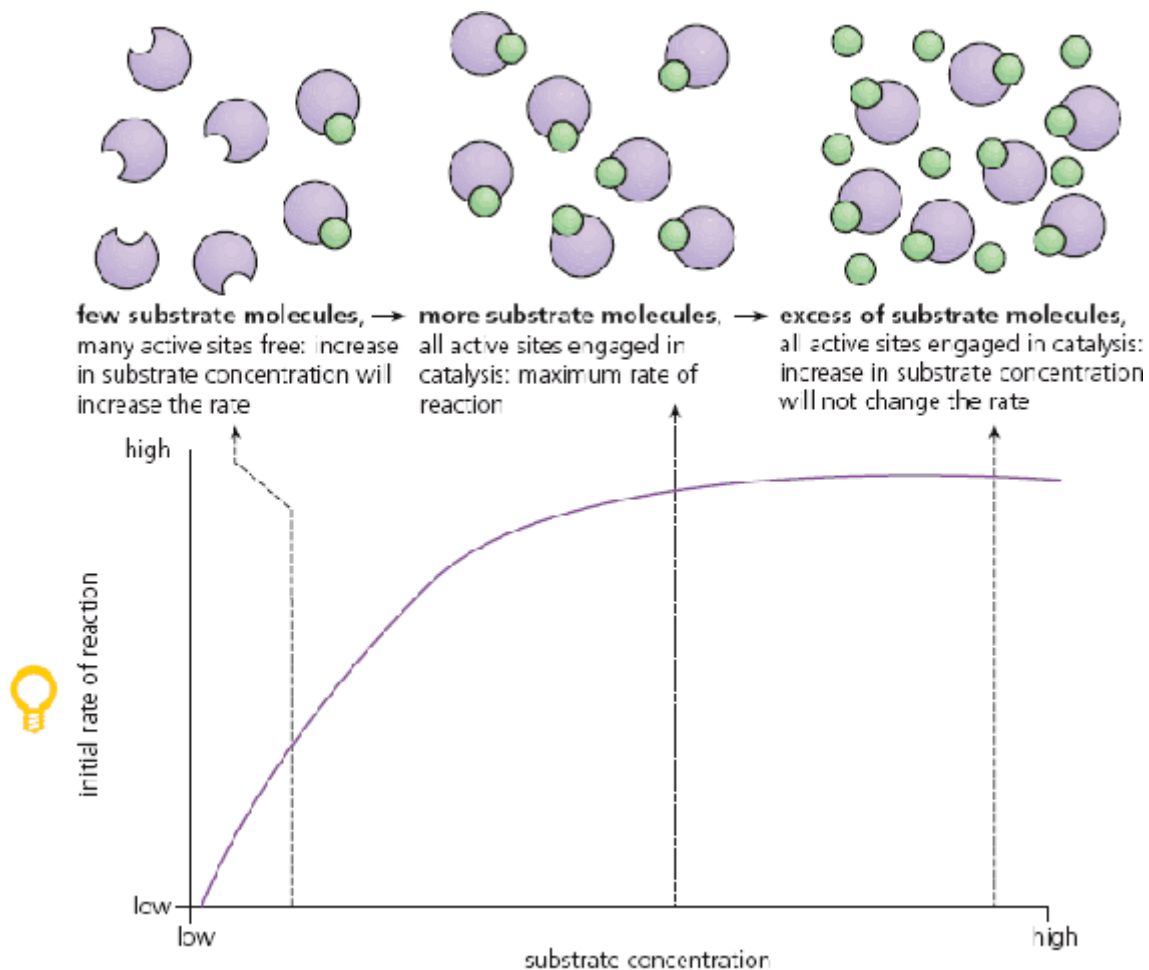 few substrate molecules, →
many active sites free: increase
in substrate concentration will
increase the rate
more substrate molecules, →
all active sites engaged in
catalysis: maximum rate of
reaction
excess of substrate molecules,
all active sites engaged in catalysis:
increase in substrate concentration
will not change the rate
high
initial rate of reaction
low
low
high
substrate concentration